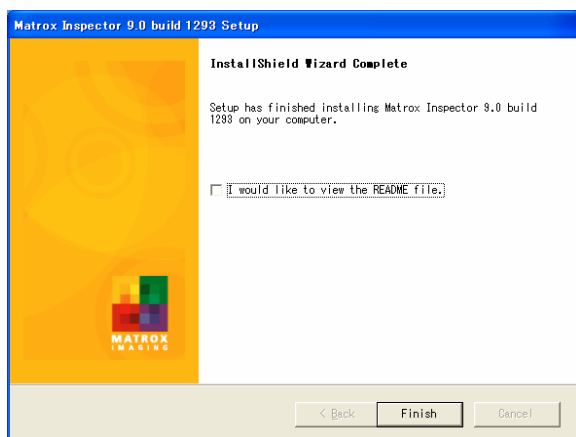 Matrox Inspector 9.0 build 1293 Setup
InstallShield Wizard Complete
Setup has finished installing Matrox Inspector 9.0 build
1293 on your computer.
I would like to view the README file.
MATROX
IMAGING
< Back
Finish
Cancel